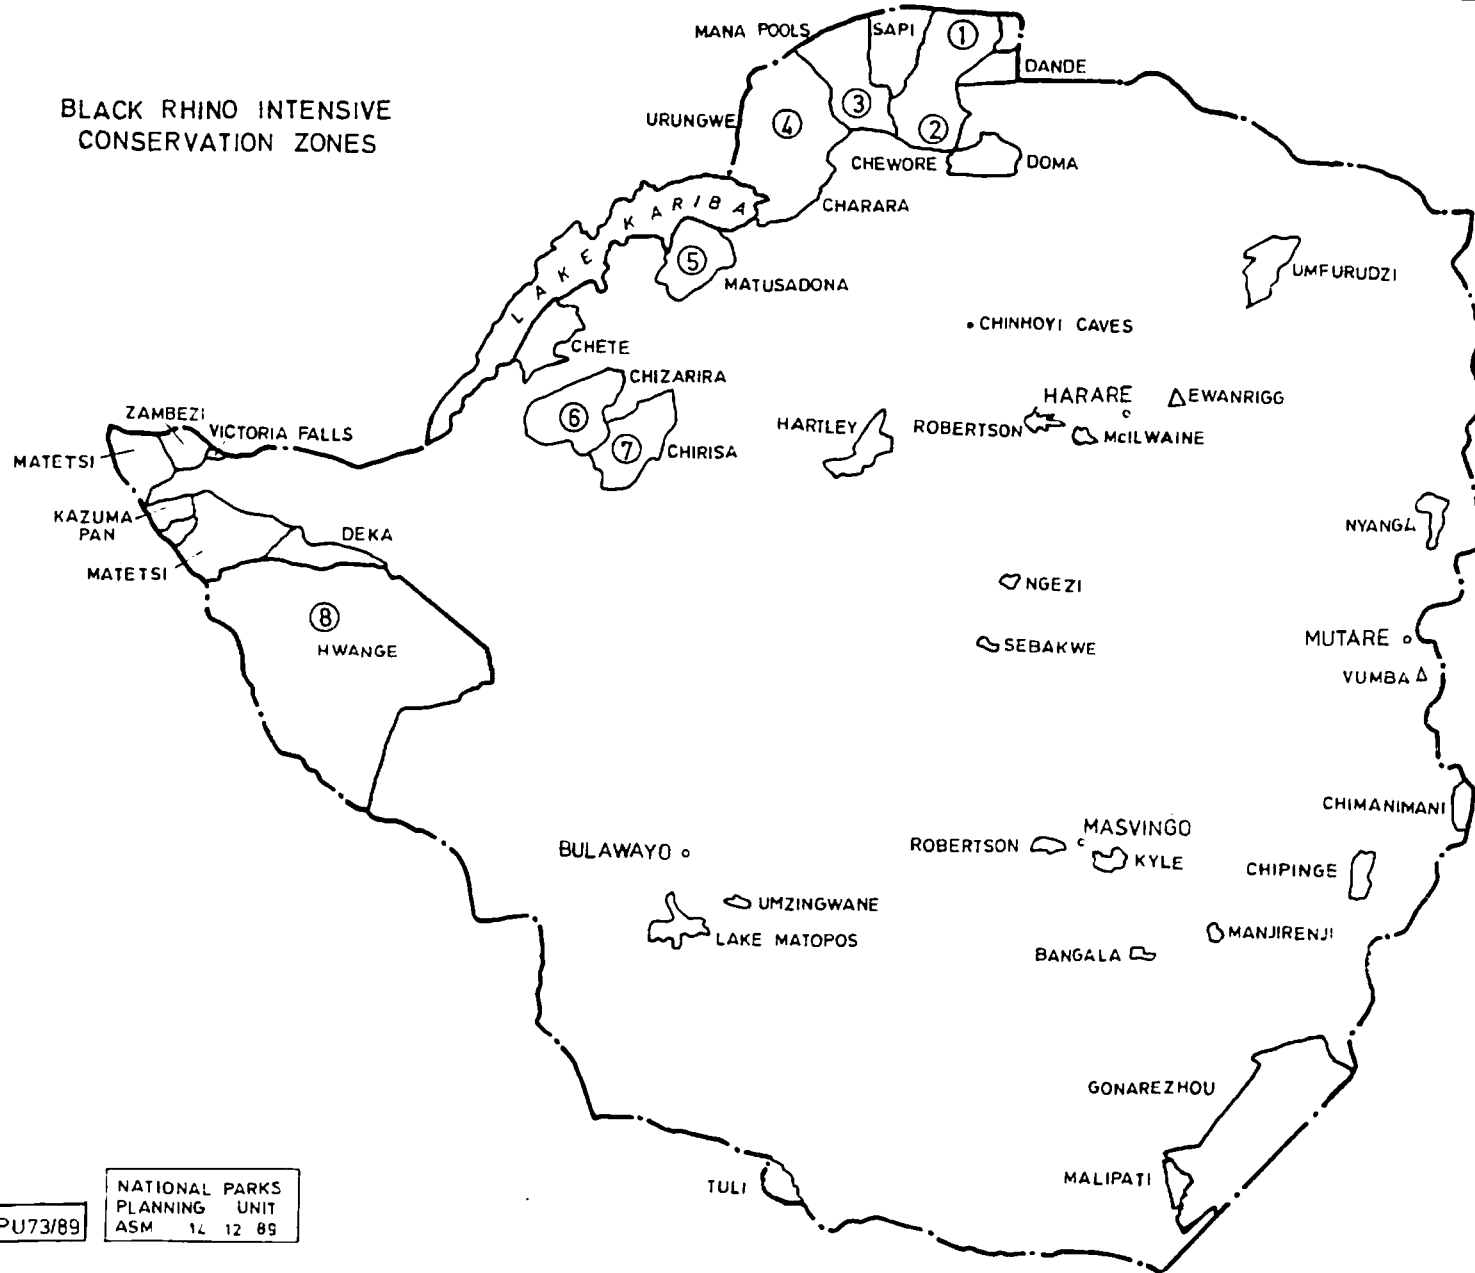 BLACK RHINO INTENSIVE
CONSERVATION ZONES
MANA POOLS
SAPI
1
DANDE
URUNGWE
4
3
2
CHEWORE
DOMA
CHARARA
LAKE KARIBA
5
MATUSADONA
UMFURUDZI
CHINHOYI CAVES
CHETE
CHIZARIRA
6
7
CHIRISA
HARARE
EWANRIGG
HARTLEY
ROBERTSON
McILWAINE
ZAMBEZI
VICTORIA FALLS
MATETSI
KAZUMA
PAN
DEKA
MATETSI
NYANGA
NGEZI
8
HWANGE
SEBAKWE
MUTARE
VUMBA
CHIMANIMANI
BULAWAYO
ROBERTSON
MASVINGO
KYLE
CHIPINGE
UMZINGWANE
LAKE MATOPOS
MANJIRENJI
BANGALA
GONAREZHOU
MALIPATI
TULI
PU73/89
NATIONAL PARKS
PLANNING UNIT
ASM 14 12 89